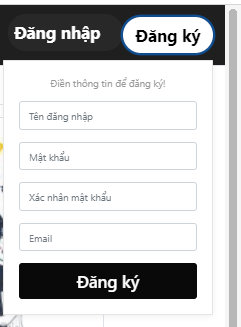 Đăng nhập Đăng ký
Điền thông tin để đăng ký!
Tên đăng nhập
Mật khẩu
Xác nhân mật khẩu
Email
Đăng ký